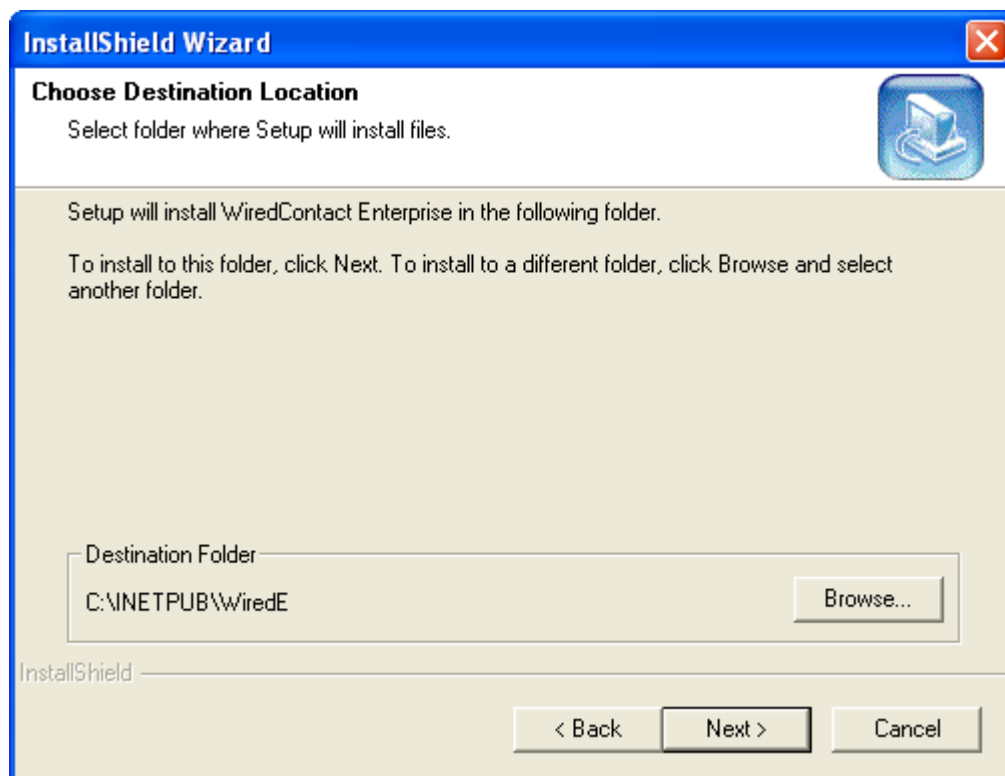 InstallShield Wizard
Choose Destination Location
Select folder where Setup will install files.
Setup will install WiredContact Enterprise in the following folder.
To install to this folder, click Next. To install to a different folder, click Browse and select
another folder.
Destination Folder
C:\INETPUB\WiredE
Browse...
InstallShield
< Back
Next >
Cancel